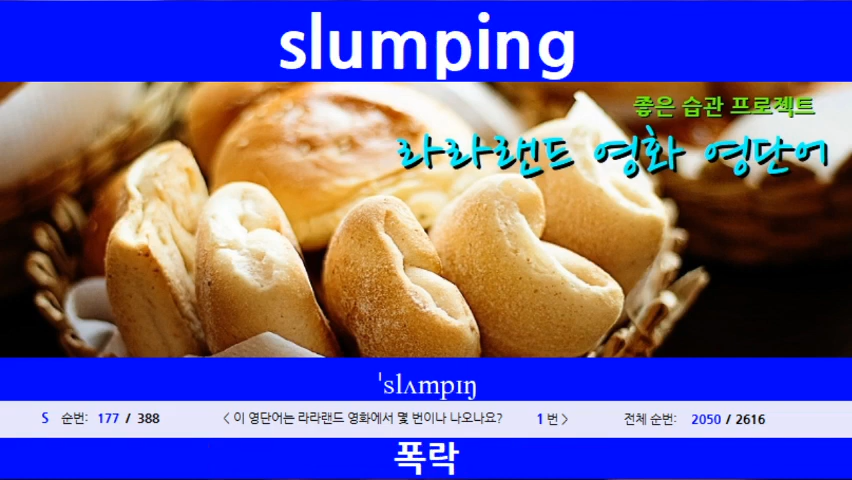 slumping
좋은 습관 프로젝트
라라랜드 영화 영단어
ˈslʌmpɪŋ
S 순번: 177 / 388 < 이 영단어는 라라랜드 영화에서 몇 번이나 나오나요? 1 번 > 전체 순번: 2050 / 2616
폭락